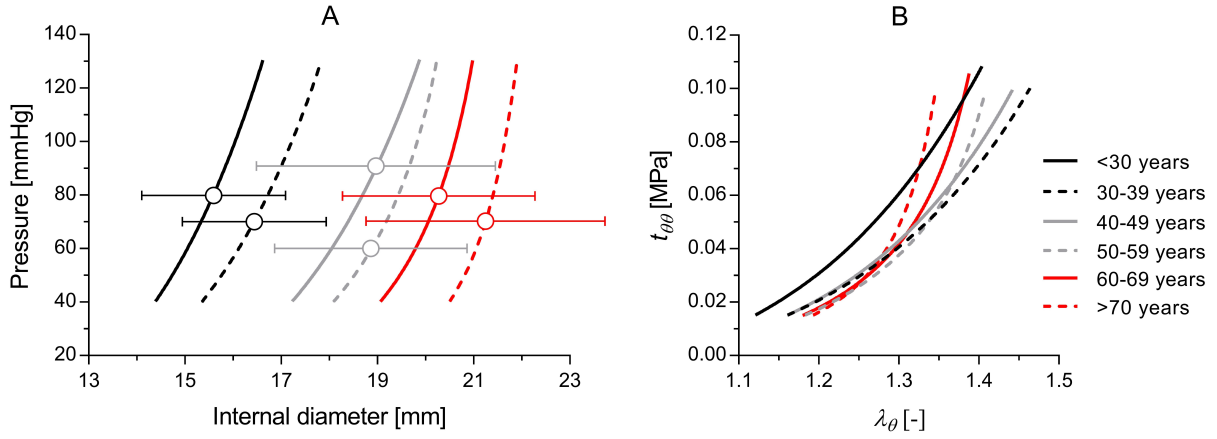 A
Pressure [mmHg]
140
120
100
80
60
40
20
13
15
17
19
21
23
Internal diameter [mm]
B
t_θθ [MPa]
0.12
0.10
0.08
0.06
0.04
0.02
0.00
1.1
1.2
1.3
1.4
1.5
λ_θ [-]
<30 years
30-39 years
40-49 years
50-59 years
60-69 years
>70 years